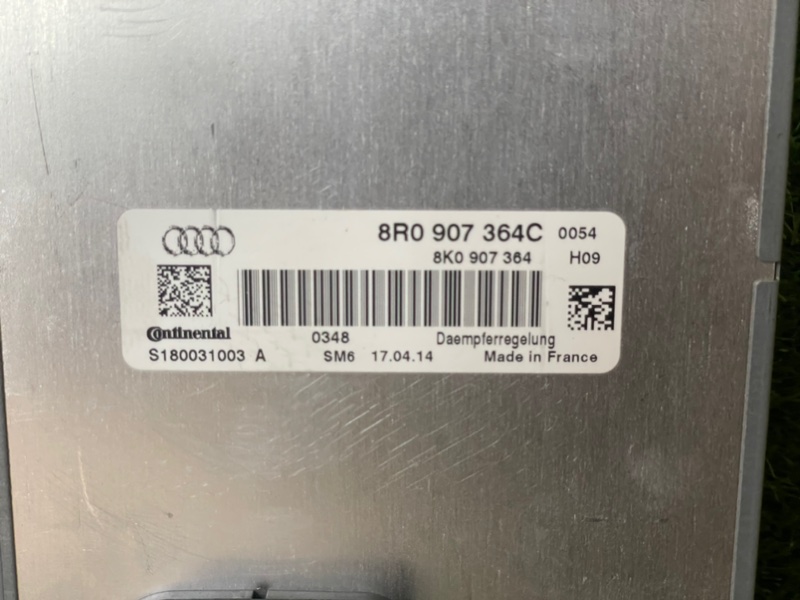 8R0 907 364C 0054
8K0 907 364 H09
Continental 0348 Daempferregelung
S180031003 A SM6 17.04.14 Made in France